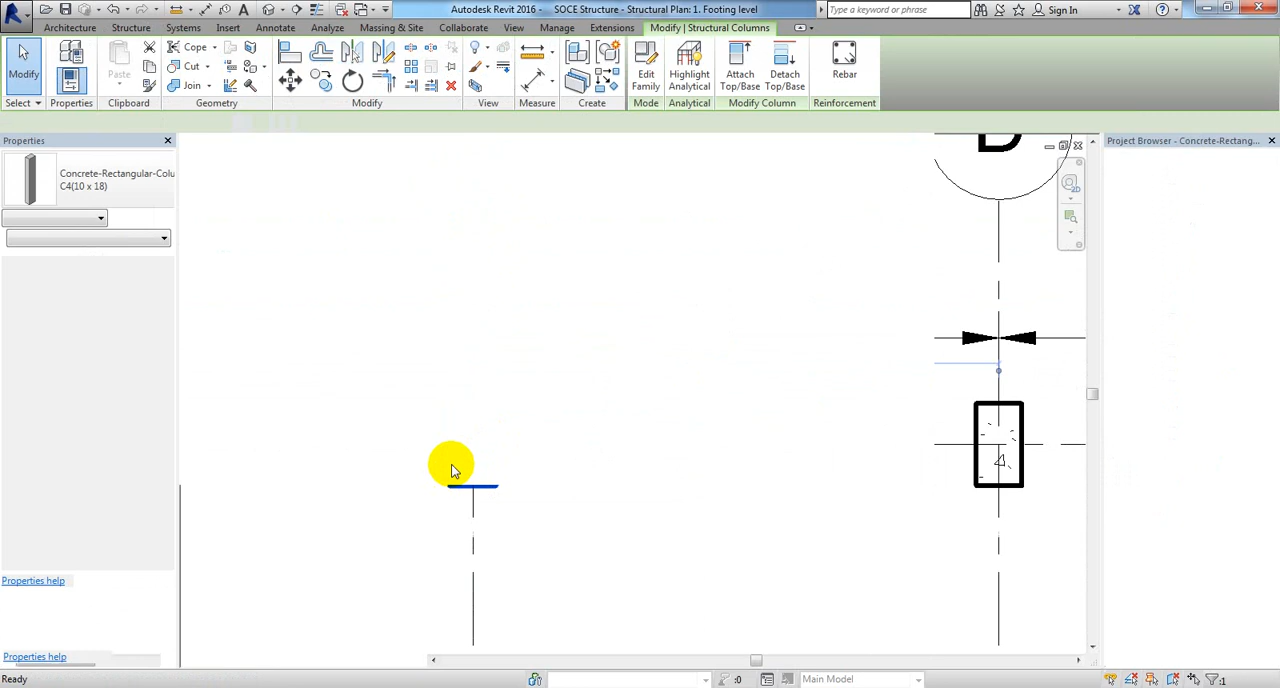 Autodesk Revit 2016 - SOCE Structure - Structural Plan: 1. Footing level
Type a keyword or phrase
Sign In
Architecture Structure Systems Insert Annotate Analyze Massing & Site Collaborate View Manage Extensions Modify | Structural Columns
Modify
Select
Properties
Paste
Clipboard
Cope
Cut
Join
Geometry
Modify
View
Measure
Create
Edit Family
Mode
Highlight Analytical
Analytical
Attach Top/Base
Detach Top/Base
Modify Column
Rebar
Reinforcement
Properties
Concrete-Rectangular-Colu
C4(10 x 18)
Properties help
Properties help
2D
Project Browser - Concrete-Rectang...
Ready
:0
Main Model
:1